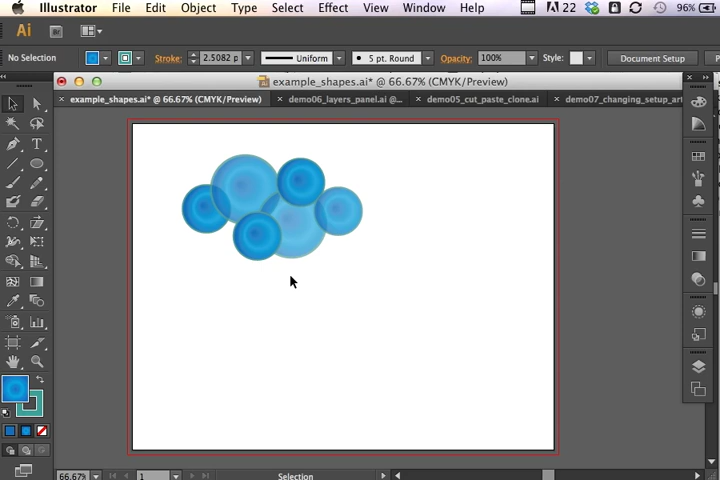 Illustrator File Edit Object Type Select Effect View Window Help 22 96%
Ai Br
No Selection Stroke: 2.5082 p Uniform 5 pt. Round Opacity: 100% Style: Document Setup P
example_shapes.ai* @ 66.67% (CMYK/Preview)
× example_shapes.ai* @ 66.67% (CMYK/Preview) × demo06_layers_panel.ai @... × demo05_cut_paste_clone.ai × demo07_changing_setup_art
T
66.67% 1 Selection